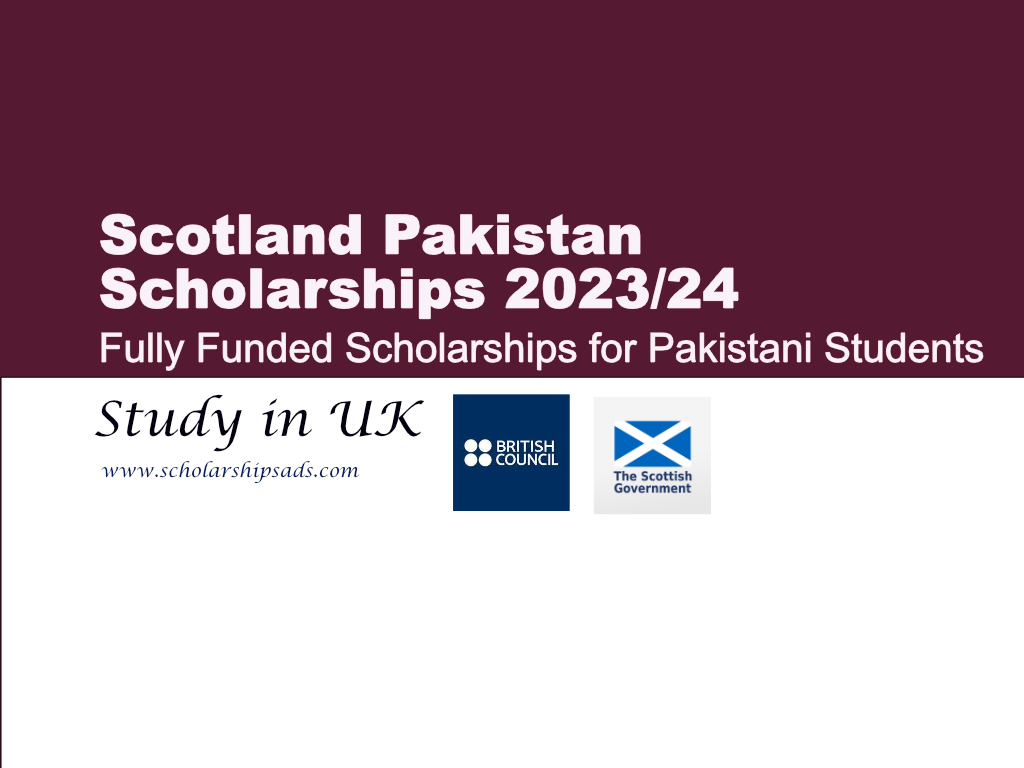 Scotland Pakistan
Scholarships 2023/24
Fully Funded Scholarships for Pakistani Students
Study in UK
www.scholarshipsads.com
BRITISH
COUNCIL
The Scottish
Government